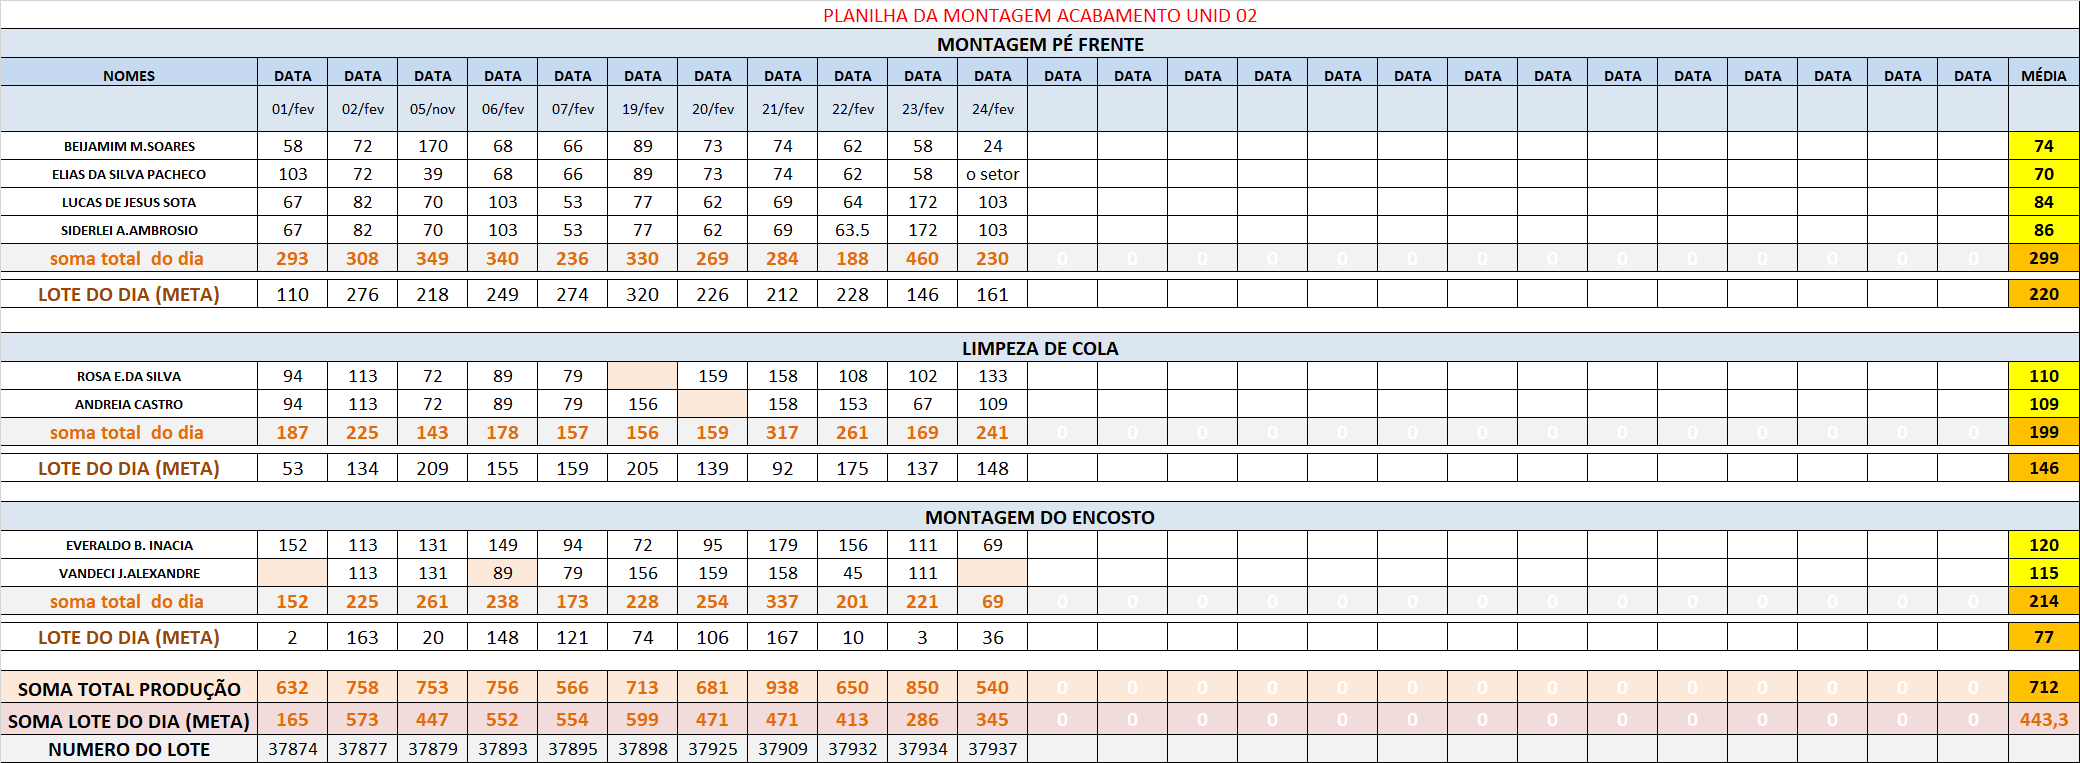 PLANILHA DA MONTAGEM ACABAMENTO UNID 02
MONTAGEM PÉ FRENTE
NOMES DATA DATA DATA DATA DATA DATA DATA DATA DATA DATA DATA DATA DATA DATA DATA DATA DATA DATA DATA DATA DATA DATA DATA DATA DATA MÉDIA
01/fev 02/fev 05/nov 06/fev 07/fev 19/fev 20/fev 21/fev 22/fev 23/fev 24/fev
BEIJAMIM M.SOARES 58 72 170 68 66 89 73 74 62 58 24 74
ELIAS DA SILVA PACHECO 103 72 39 68 66 89 73 74 62 58 o setor 70
LUCAS DE JESUS SOTA 67 82 70 103 53 77 62 69 64 172 103 84
SIDERLEI A.AMBROSIO 67 82 70 103 53 77 62 69 63.5 172 103 86
soma total do dia 293 308 349 340 236 330 269 284 188 460 230 0 0 0 0 0 0 0 0 0 0 0 0 0 0 299
LOTE DO DIA (META) 110 276 218 249 274 320 226 212 228 146 161 220
LIMPEZA DE COLA
ROSA E.DA SILVA 94 113 72 89 79 159 158 108 102 133 110
ANDREIA CASTRO 94 113 72 89 79 156 158 153 67 109 109
soma total do dia 187 225 143 178 157 156 159 317 261 169 241 0 0 0 0 0 0 0 0 0 0 0 0 0 0 199
LOTE DO DIA (META) 53 134 209 155 159 205 139 92 175 137 148 146
MONTAGEM DO ENCOSTO
EVERALDO B. INACIA 152 113 131 149 94 72 95 179 156 111 69 120
VANDECI J.ALEXANDRE 113 131 89 79 156 159 158 45 111 115
soma total do dia 152 225 261 238 173 228 254 337 201 221 69 0 0 0 0 0 0 0 0 0 0 0 0 0 0 214
LOTE DO DIA (META) 2 163 20 148 121 74 106 167 10 3 36 77
SOMA TOTAL PRODUÇÃO 632 758 753 756 566 713 681 938 650 850 540 0 0 0 0 0 0 0 0 0 0 0 0 0 0 712
SOMA LOTE DO DIA (META) 165 573 447 552 554 599 471 471 413 286 345 0 0 0 0 0 0 0 0 0 0 0 0 0 0 443,3
NUMERO DO LOTE 37874 37877 37879 37893 37895 37898 37925 37909 37932 37934 37937